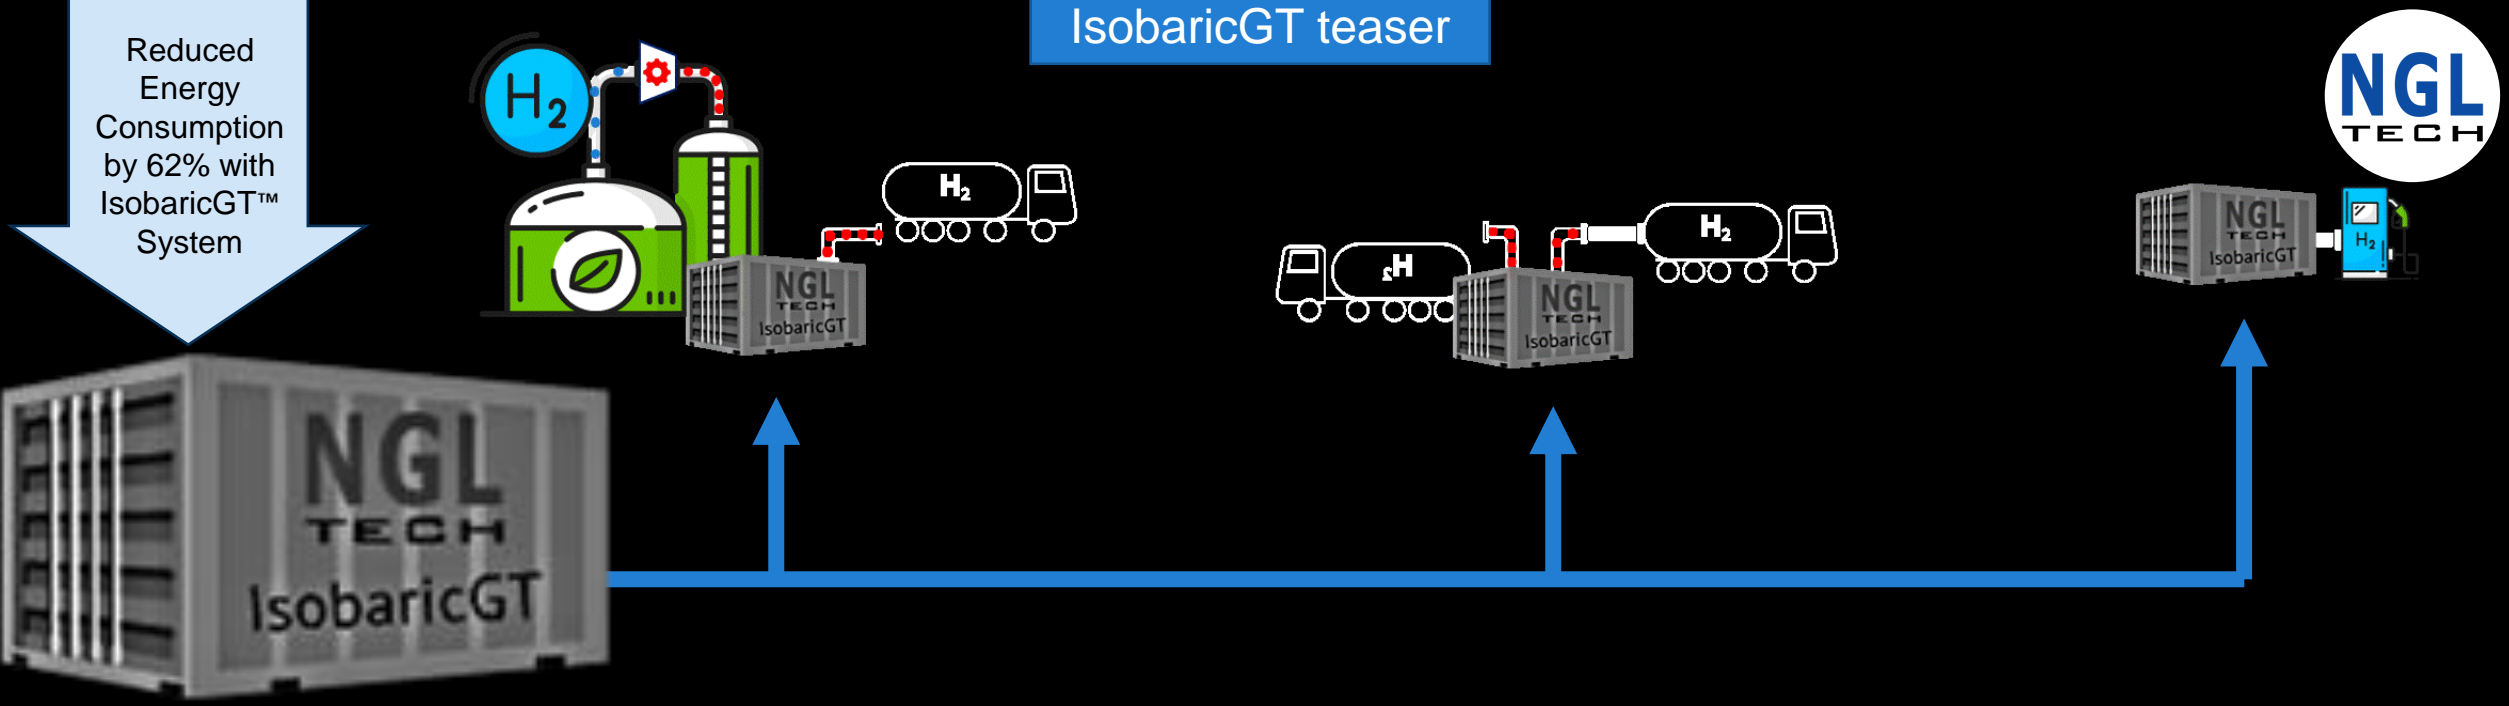 IsobaricGT teaser
Reduced
Energy
Consumption
by 62% with
IsobaricGT™
System
H2
H2
H2
H2
NGL
TECH
NGL
TECH
IsobaricGT
NGL
TECH
IsobaricGT
NGL
TECH
IsobaricGT
H2
NGL
TECH
IsobaricGT